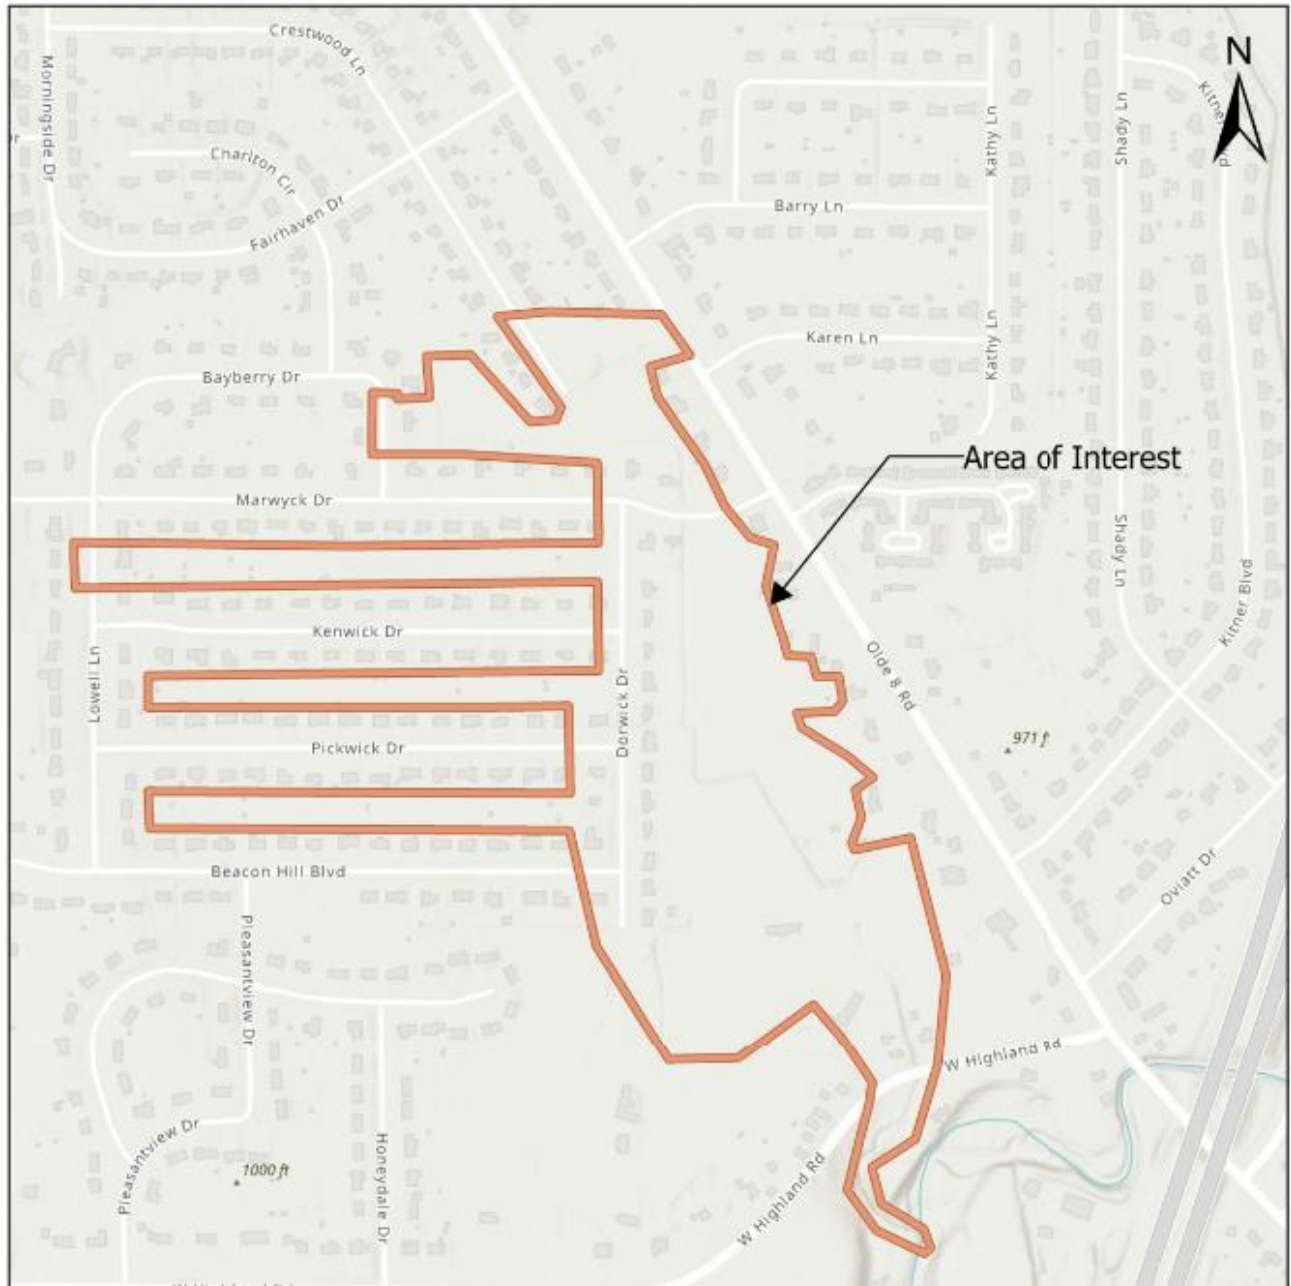 Crestwood Ln
N
Morningside Dr
Kitner
Shady Ln
Kathy Ln
Charlton Cir
Fairhaven Dr
Barry Ln
Karen Ln
Kathy Ln
Bayberry Dr
Area of Interest
Marwyck Dr
Shady Ln
Kitner Blvd
Kenwick Dr
Lowell Ln
Dorwick Dr
Olde 8 Rd
971 ft
Pickwick Dr
Beacon Hill Blvd
Oviatt Dr
Pleasantview Dr
W Highland Rd
Pleasantview Dr
Honeydale Dr
1000 ft
W Highland Rd